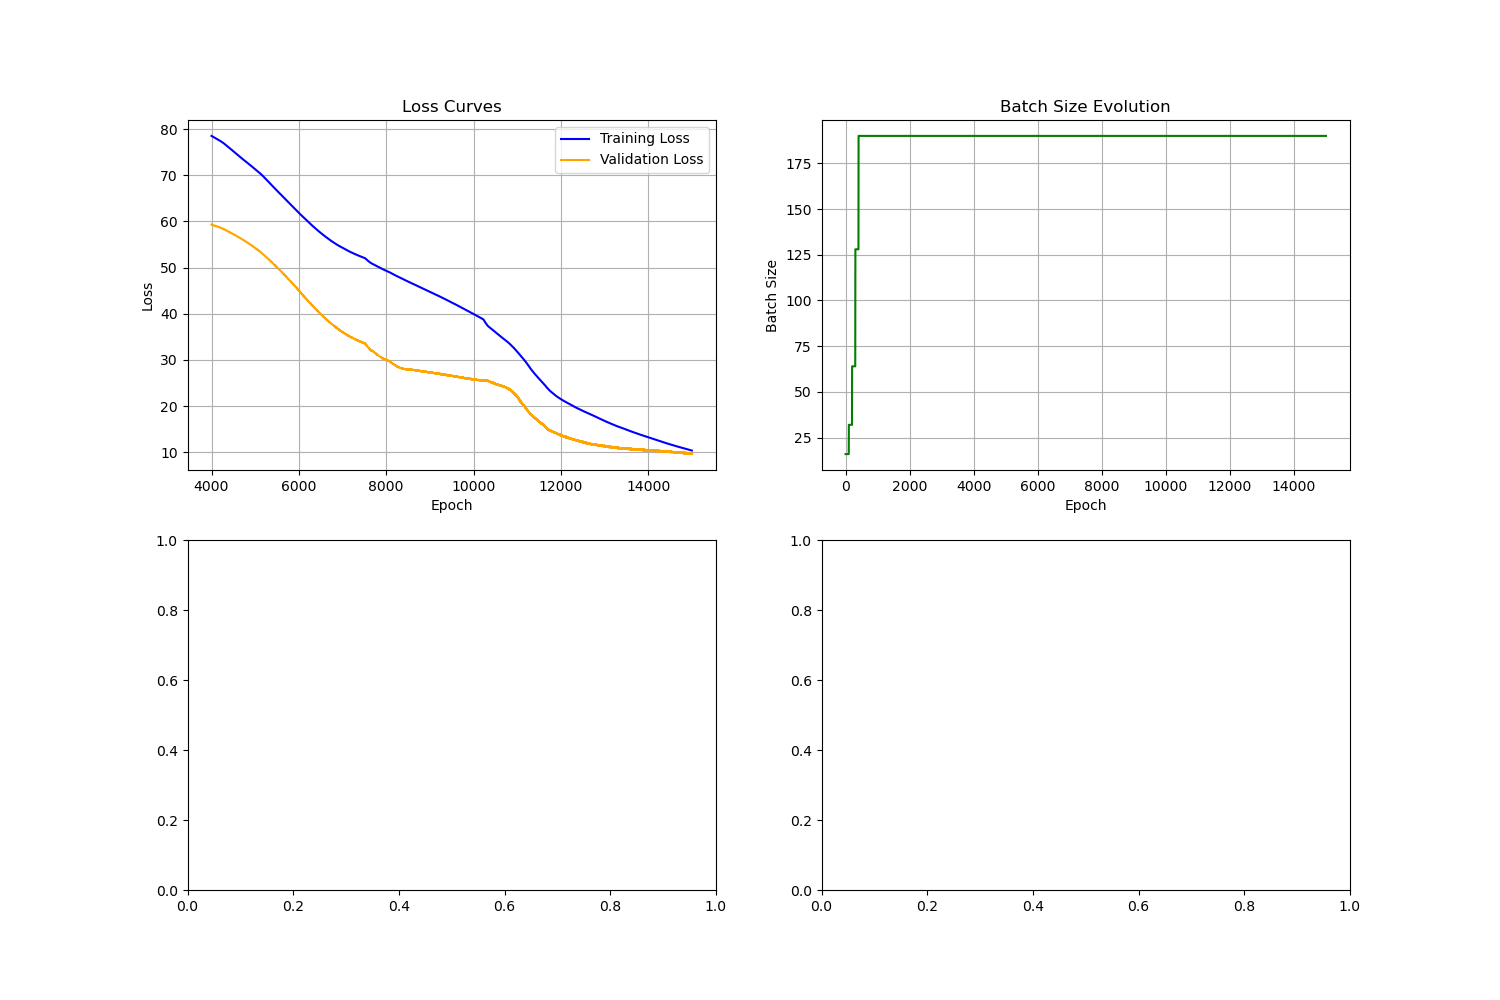 Loss Curves
80
70
60
50
40
30
20
10
Loss
Training Loss
Validation Loss
4000 6000 8000 10000 12000 14000
Epoch
Batch Size Evolution
175
150
125
100
75
50
25
Batch Size
0 2000 4000 6000 8000 10000 12000 14000
Epoch
1.0
0.8
0.6
0.4
0.2
0.0
0.0 0.2 0.4 0.6 0.8 1.0
1.0
0.8
0.6
0.4
0.2
0.0
0.0 0.2 0.4 0.6 0.8 1.0